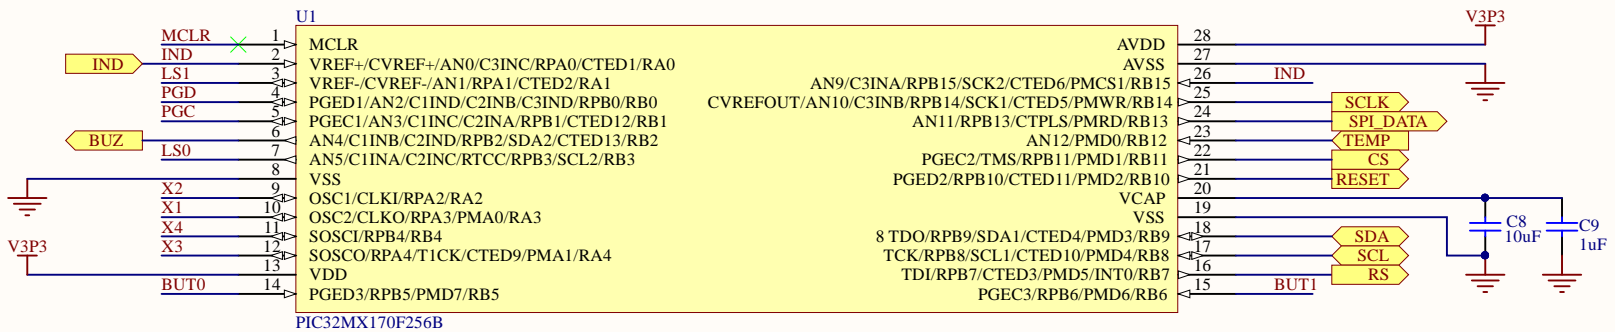 U1
MCLR 1 MCLR
IND IND 2 VREF+/CVREF+/AN0/C3INC/RPA0/CTED1/RA0
LS1 3 VREF-/CVREF-/AN1/RPA1/CTED2/RA1
PGD 4 PGED1/AN2/C1IND/C2INB/C3IND/RPB0/RB0
PGC 5 PGEC1/AN3/C1INC/C2INA/RPB1/CTED12/RB1
BUZ 6 AN4/C1INB/C2IND/RPB2/SDA2/CTED13/RB2
LS0 7 AN5/C1INA/C2INC/RTCC/RPB3/SCL2/RB3
8 VSS
X2 9 OSC1/CLKI/RPA2/RA2
X1 10 OSC2/CLKO/RPA3/PMA0/RA3
X4 11 SOSCI/RPB4/RB4
X3 12 SOSCO/RPA4/T1CK/CTED9/PMA1/RA4
V3P3
13 VDD
BUT0 14 PGED3/RPB5/PMD7/RB5
V3P3
AVDD 28
AVSS 27
AN9/C3INA/RPB15/SCK2/CTED6/PMCS1/RB15 26 IND
CVREFOUT/AN10/C3INB/RPB14/SCK1/CTED5/PMWR/RB14 25 SCLK
AN11/RPB13/CTPLS/PMRD/RB13 24 SPI_DATA
AN12/PMD0/RB12 23 TEMP
PGEC2/TMS/RPB11/PMD1/RB11 22 CS
PGED2/RPB10/CTED11/PMD2/RB10 21 RESET
VCAP 20
VSS 19
8 TDO/RPB9/SDA1/CTED4/PMD3/RB9 18 SDA
TCK/RPB8/SCL1/CTED10/PMD4/RB8 17 SCL
TDI/RPB7/CTED3/PMD5/INT0/RB7 16 RS
PGEC3/RPB6/PMD6/RB6 15 BUT1
C8
10uF
C9
1uF
PIC32MX170F256B